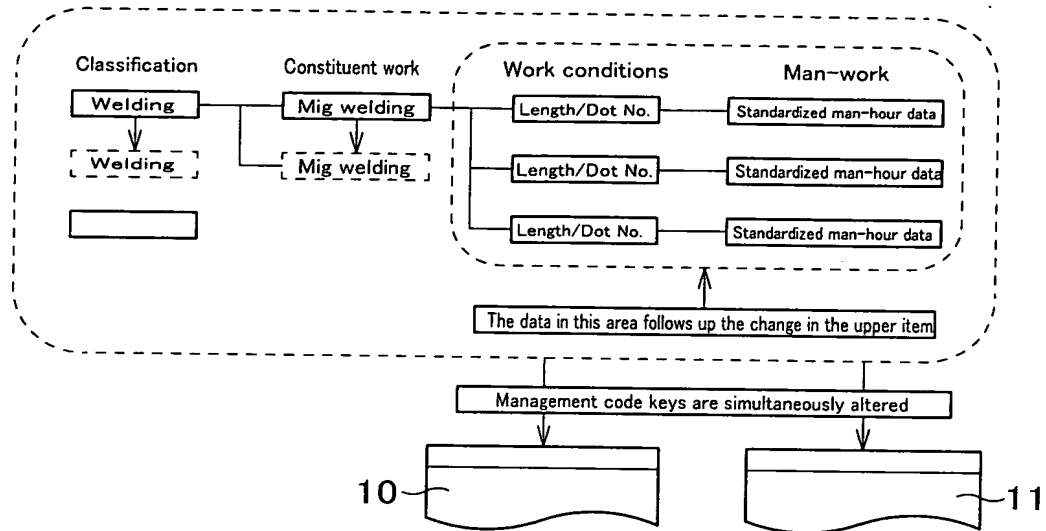 Classification Constituent work Work conditions Man-work
Welding Mig welding Length/Dot No. Standardized man-hour data
Welding Mig welding Length/Dot No. Standardized man-hour data
Length/Dot No. Standardized man-hour data
The data in this area follows up the change in the upper item
Management code keys are simultaneously altered
10 11